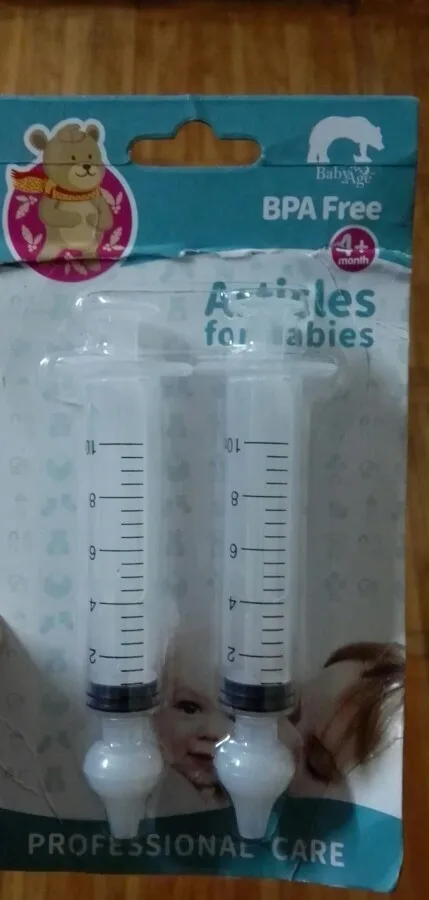 Baby Age
BPA Free
4+
month
Articles
for Babies
10 10
8 8
6 6
4 4
2 2
PROFESSIONAL CARE